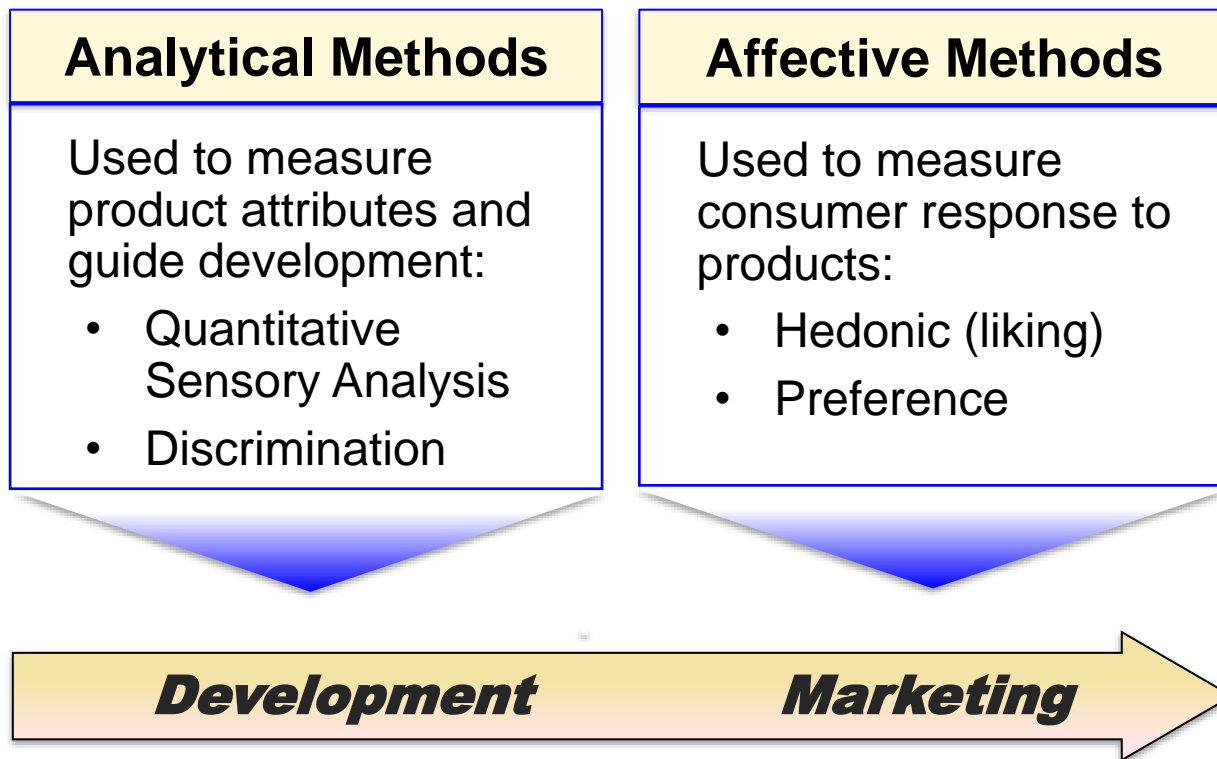 Analytical Methods
Used to measure
product attributes and
guide development:
• Quantitative
Sensory Analysis
• Discrimination
Affective Methods
Used to measure
consumer response to
products:
• Hedonic (liking)
• Preference
Development
Marketing